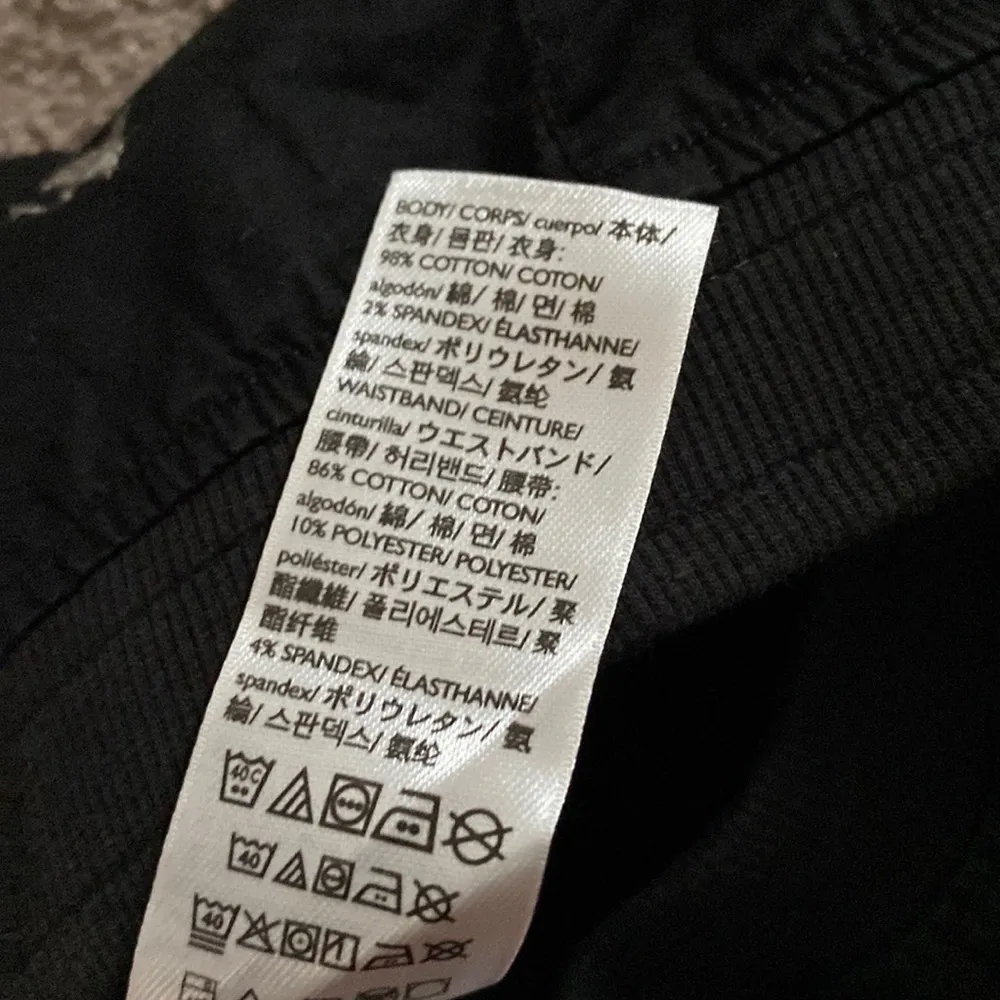 BODY/ CORPS/ cuerpo/ 本体/
衣身/ 몸판/ 衣身:
98% COTTON/ COTON/
algodón/ 綿/ 棉/ 면/ 棉
2% SPANDEX/ ÉLASTHANNE/
spandex/ ポリウレタン/ 氨
綸/ 스판덱스/ 氨纶
WAISTBAND/ CEINTURE/
cinturilla/ ウエストバンド/
腰帶/ 허리밴드/ 腰带:
86% COTTON/ COTON/
algodón/ 綿/ 棉/ 면/ 棉
10% POLYESTER/ POLYESTER/
poliéster/ ポリエステル/ 聚
酯纖維/ 폴리에스테르/ 聚
酯纤维
4% SPANDEX/ ÉLASTHANNE/
spandex/ ポリウレタン/ 氨
綸/ 스판덱스/ 氨纶
40C
40
40